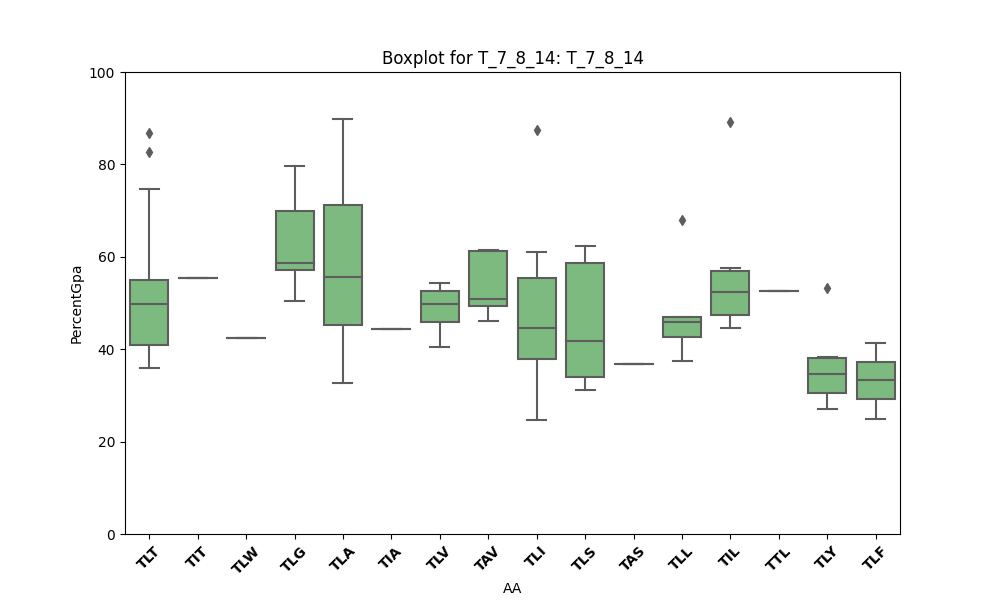 Boxplot for T_7_8_14: T_7_8_14
PercentGpa
100
80
60
40
20
0
TLT TIT TLW TLG TLA TIA TLV TAV TLI TLS TAS TLL TIL TTL TLY TLF
AA